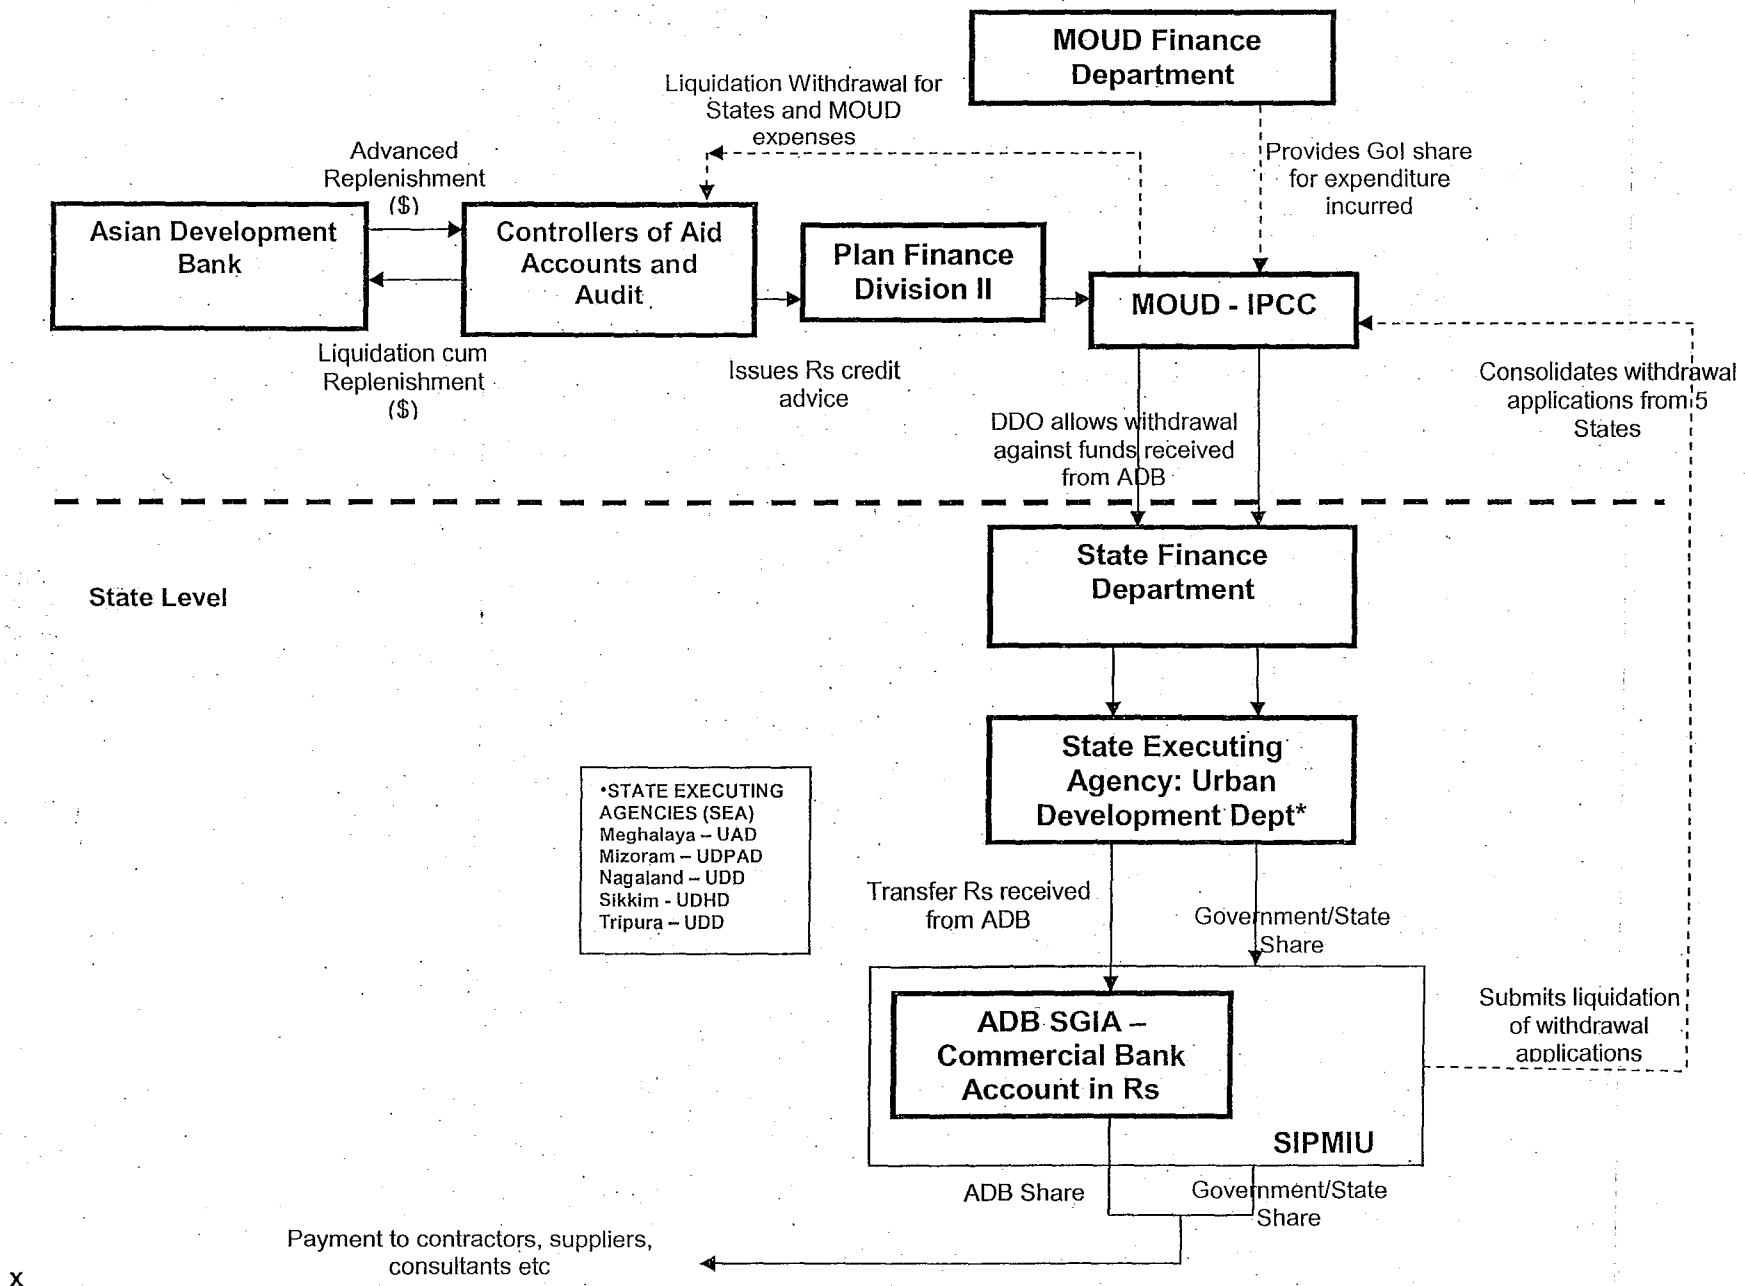 MOUD Finance
Department
Liquidation Withdrawal for
States and MOUD
expenses
Advanced
Replenishment
($)
Provides GoI share
for expenditure
incurred
Asian Development
Bank
Controllers of Aid
Accounts and
Audit
Plan Finance
Division II
MOUD - IPCC
Liquidation cum
Replenishment
($)
Issues Rs credit
advice
Consolidates withdrawal
applications from 5
States
DDO allows withdrawal
against funds received
from ADB
State Level
State Finance
Department
State Executing
Agency: Urban
Development Dept*
•STATE EXECUTING
AGENCIES (SEA)
Meghalaya – UAD
Mizoram – UDPAD
Nagaland – UDD
Sikkim - UDHD
Tripura – UDD
Transfer Rs received
from ADB
Government/State
Share
ADB SGIA –
Commercial Bank
Account in Rs
SIPMIU
Submits liquidation
of withdrawal
applications
ADB Share
Government/State
Share
Payment to contractors, suppliers,
consultants etc
x